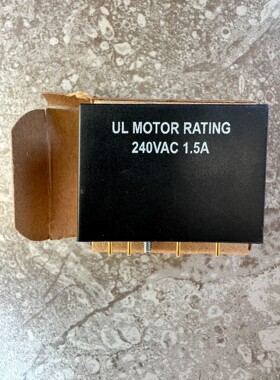 UL MOTOR RATING
240VAC 1.5A